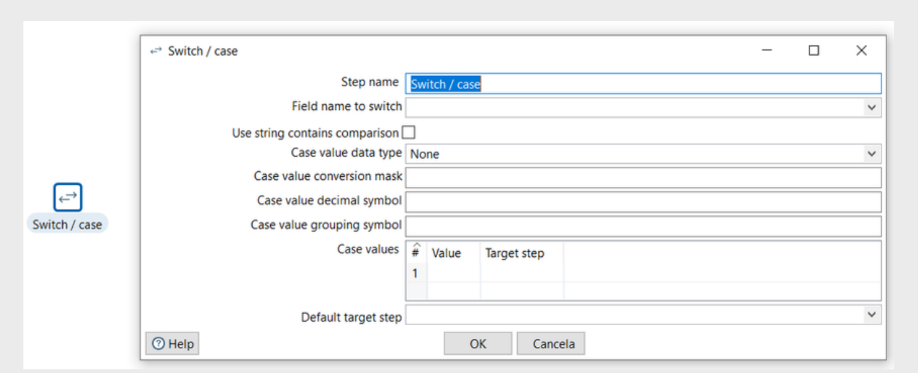 Switch / case
Step name Switch / case
Field name to switch
Use string contains comparison
Case value data type None
Case value conversion mask
Case value decimal symbol
Switch / case
Case value grouping symbol
Case values # Value Target step
1
Default target step
Help OK Cancela